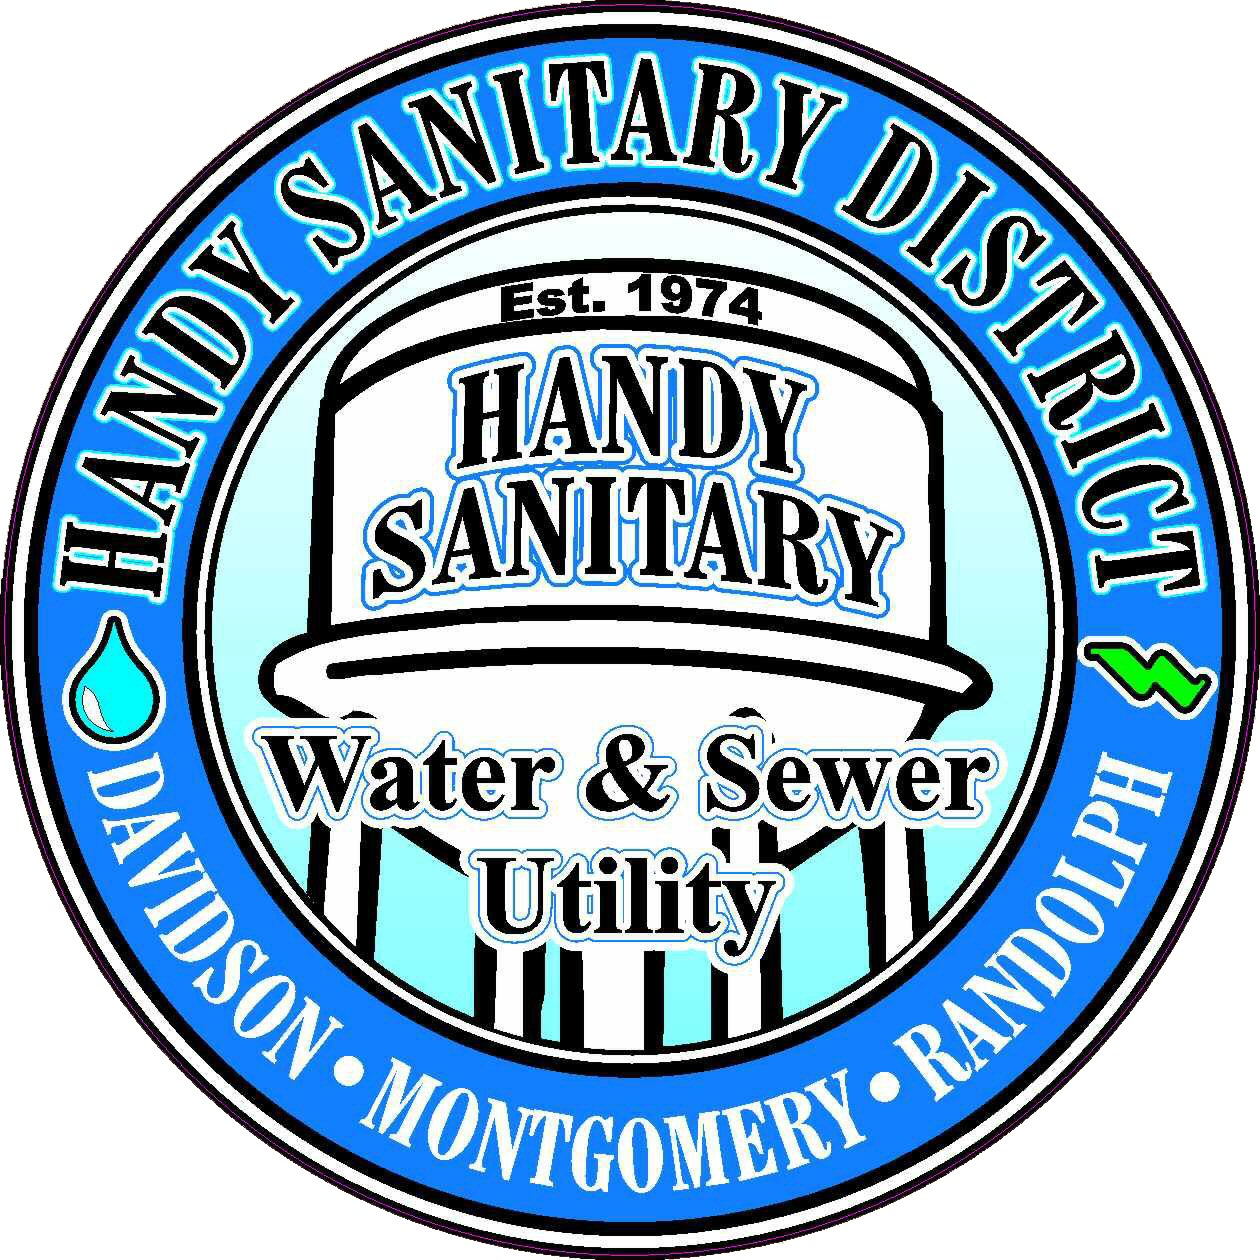 HANDY SANITARY DISTRICT
Est. 1974
HANDY
SANITARY
Water & Sewer
Utility
DAVIDSON • MONTGOMERY • RANDOLPH